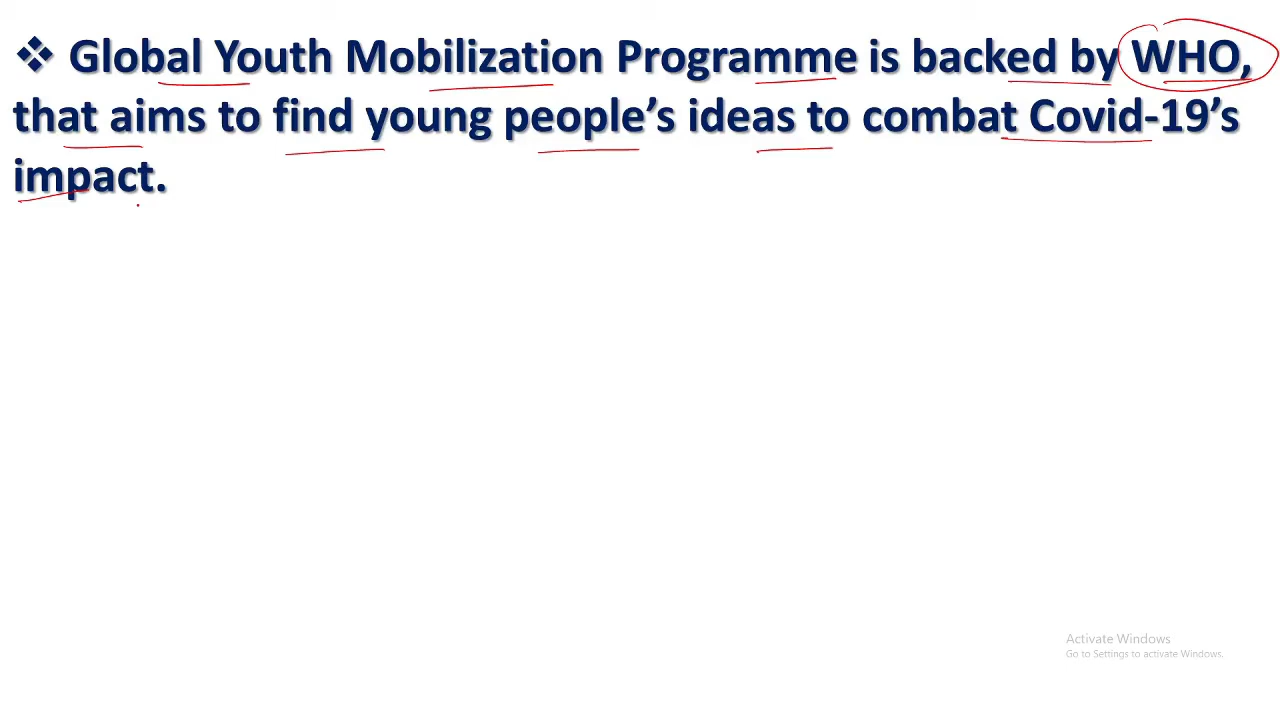 ❖ Global Youth Mobilization Programme is backed by WHO,
that aims to find young people’s ideas to combat Covid-19’s
impact.
Activate Windows
Go to Settings to activate Windows.